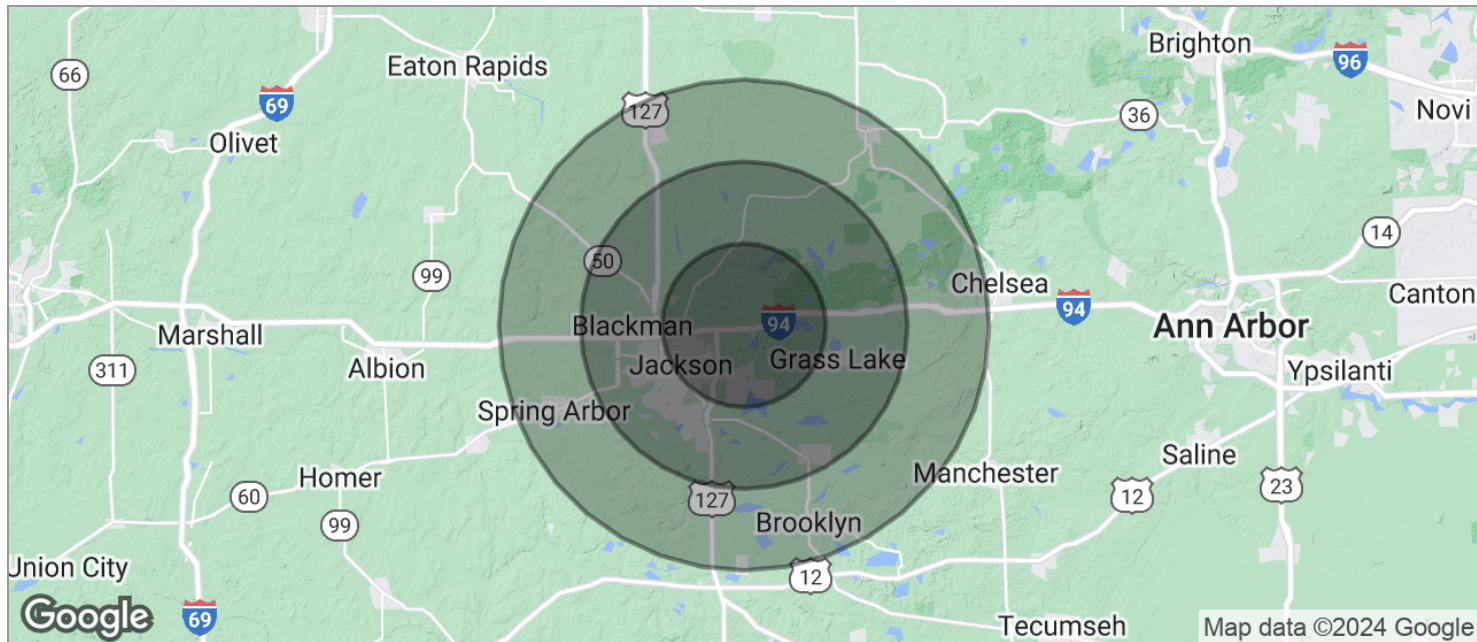 Brighton
96
66
Eaton Rapids
69
127
Novi
36
Olivet
14
50
99
Chelsea
94
Canton
94
Ann Arbor
Marshall
Blackman
311
Albion
Jackson
Grass Lake
Ypsilanti
Spring Arbor
Saline
Homer
Manchester
60
127
12
23
99
Brooklyn
Union City
12
69
Tecumseh
Google
Map data ©2024 Google